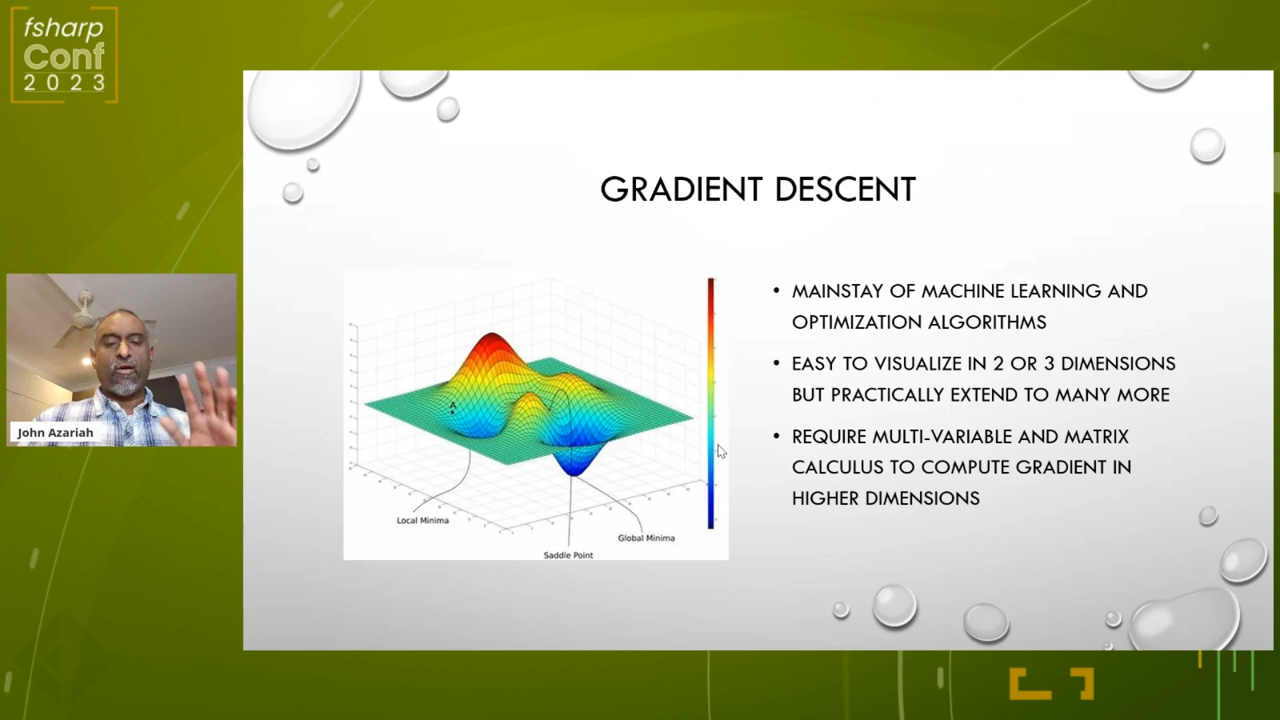 fsharp
Conf
2023
GRADIENT DESCENT
• MAINSTAY OF MACHINE LEARNING AND
OPTIMIZATION ALGORITHMS
• EASY TO VISUALIZE IN 2 OR 3 DIMENSIONS
BUT PRACTICALLY EXTEND TO MANY MORE
• REQUIRE MULTI-VARIABLE AND MATRIX
CALCULUS TO COMPUTE GRADIENT IN
HIGHER DIMENSIONS
A
Local Minima
Global Minima
Saddle Point
John Azariah